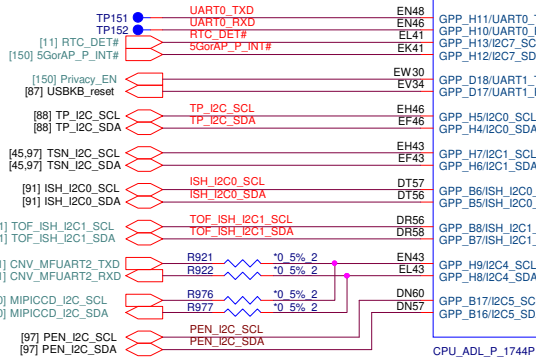 TP151 UART0_TXD EN48 GPP_H11/UART0_
TP152 UART0_RXD EN46 GPP_H10/UART0_
[11] RTC_DET# RTC_DET# EL41 GPP_H13/I2C7_SC
[150] 5GorAP_P_INT# 5GorAP_P_INT# EK41 GPP_H12/I2C7_SD
[150] Privacy_EN EW30 GPP_D18/UART1_
[87] USBKB_reset EV34 GPP_D17/UART1_
[88] TP_I2C_SCL TP_I2C_SCL EH46 GPP_H5/I2C0_SCL
[88] TP_I2C_SDA TP_I2C_SDA EF46 GPP_H4/I2C0_SDA
[45,97] TSN_I2C_SCL EH43 GPP_H7/I2C1_SCL
[45,97] TSN_I2C_SDA EF43 GPP_H6/I2C1_SDA
[91] ISH_I2C0_SCL ISH_I2C0_SCL DT57 GPP_B6/ISH_I2C0_
[91] ISH_I2C0_SDA ISH_I2C0_SDA DT56 GPP_B5/ISH_I2C0_
] TOF_ISH_I2C1_SCL TOF_ISH_I2C1_SCL DR56 GPP_B8/ISH_I2C1_
] TOF_ISH_I2C1_SDA TOF_ISH_I2C1_SDA DR58 GPP_B7/ISH_I2C1_
] CNV_MFUART2_TXD R921 *0_5%_2 EN43 GPP_H9/I2C4_SCL
] CNV_MFUART2_RXD R922 *0_5%_2 EL43 GPP_H8/I2C4_SDA
] MIPICCD_I2C_SCL R976 *0_5%_2 DN60 GPP_B17/I2C5_SC
] MIPICCD_I2C_SDA R977 *0_5%_2 DN57 GPP_B16/I2C5_SD
[97] PEN_I2C_SCL PEN_I2C_SCL
[97] PEN_I2C_SDA PEN_I2C_SDA
CPU_ADL_P_1744P